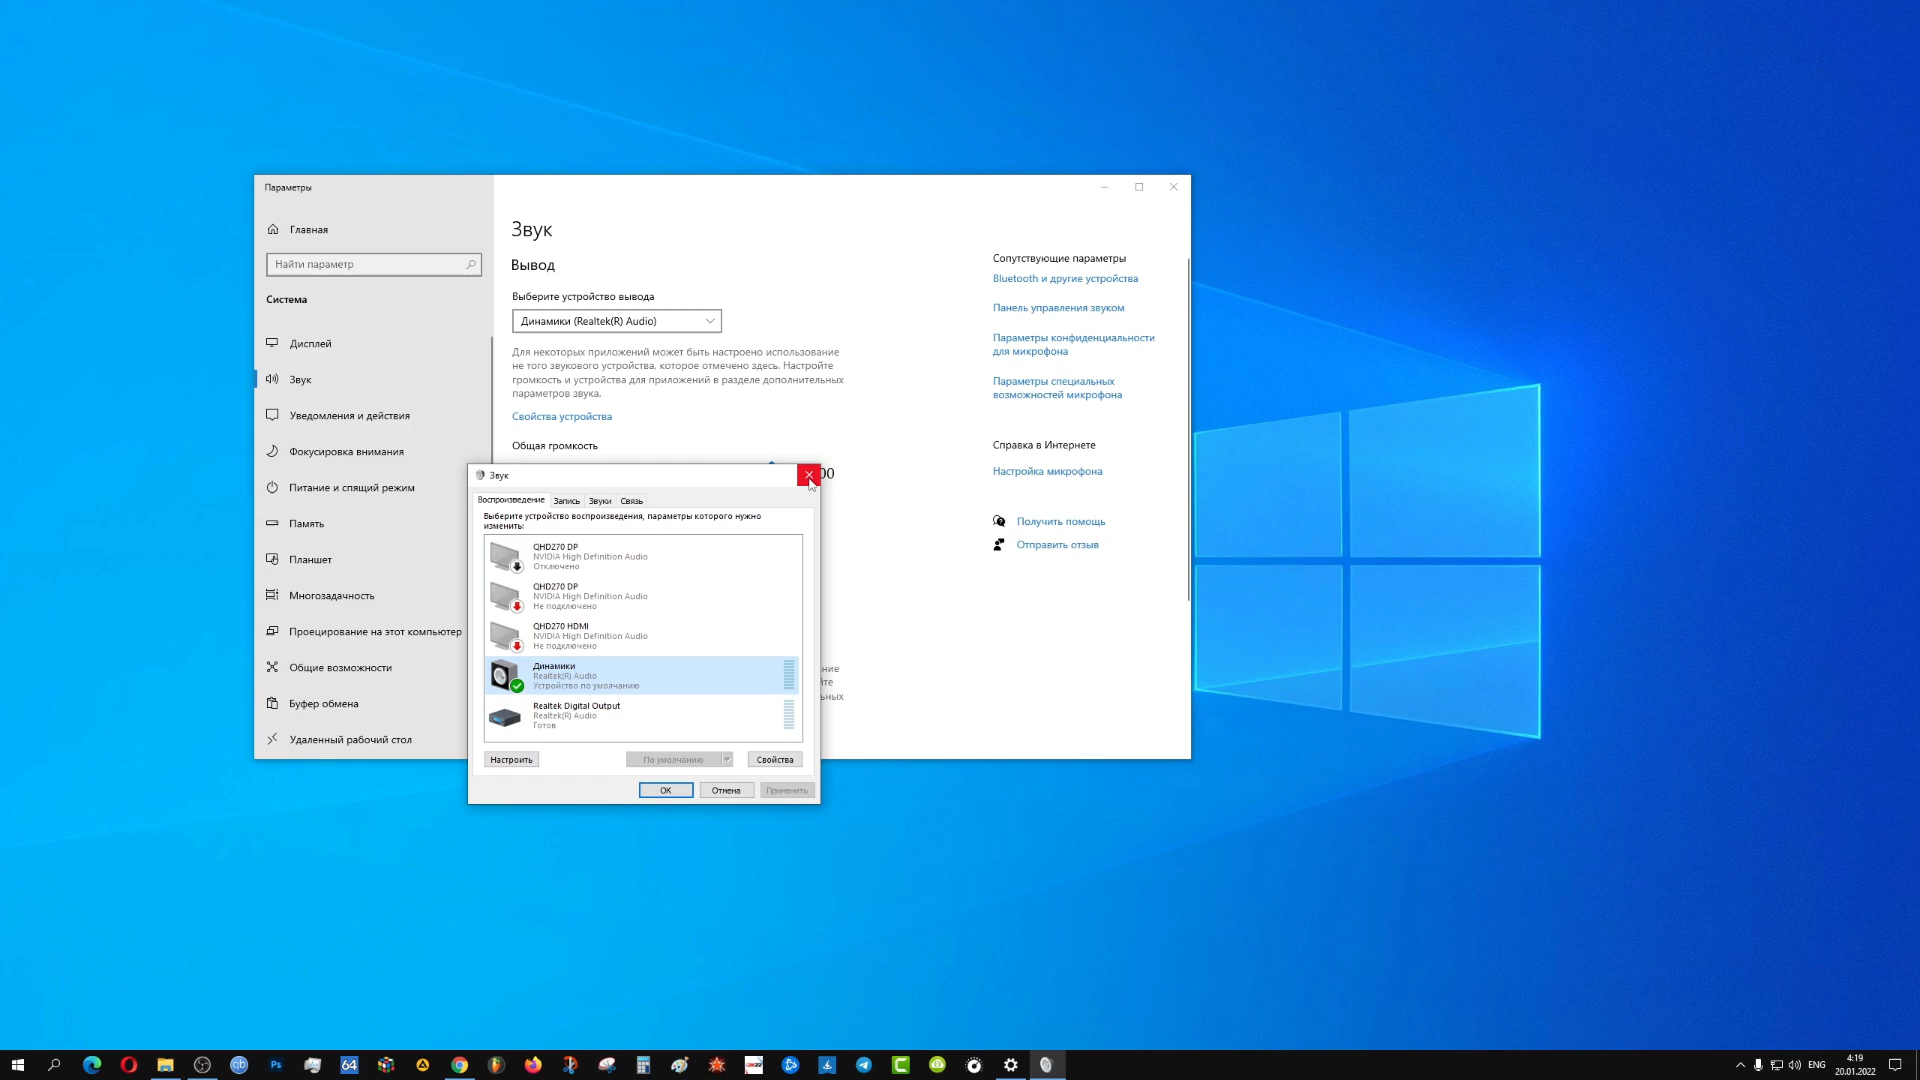 Параметры
Главная
Найти параметр
Система
Дисплей
Звук
Уведомления и действия
Фокусировка внимания
Питание и спящий режим
Память
Планшет
Многозадачность
Проецирование на этот компьютер
Общие возможности
Буфер обмена
Удаленный рабочий стол
Звук
Вывод
Выберите устройство вывода
Динамики (Realtek(R) Audio)
Для некоторых приложений может быть настроено использование
не того звукового устройства, которое отмечено здесь. Настройте
громкость и устройства для приложений в разделе дополнительных
параметров звука.
Свойства устройства
Общая громкость
00
Сопутствующие параметры
Bluetooth и другие устройства
Панель управления звуком
Параметры конфиденциальности
для микрофона
Параметры специальных
возможностей микрофона
Справка в Интернете
Настройка микрофона
Получить помощь
Отправить отзыв
Звук
Воспроизведение Запись Звуки Связь
Выберите устройство воспроизведения, параметры которого нужно
изменить:
QHD270 DP
NVIDIA High Definition Audio
Отключено
QHD270 DP
NVIDIA High Definition Audio
Не подключено
QHD270 HDMI
NVIDIA High Definition Audio
Не подключено
Динамики
Realtek(R) Audio
Устройство по умолчанию
Realtek Digital Output
Realtek(R) Audio
Готов
Настроить По умолчанию Свойства
ОК Отмена Применить
qb Ps 64 ENG
4:19
20.01.2022